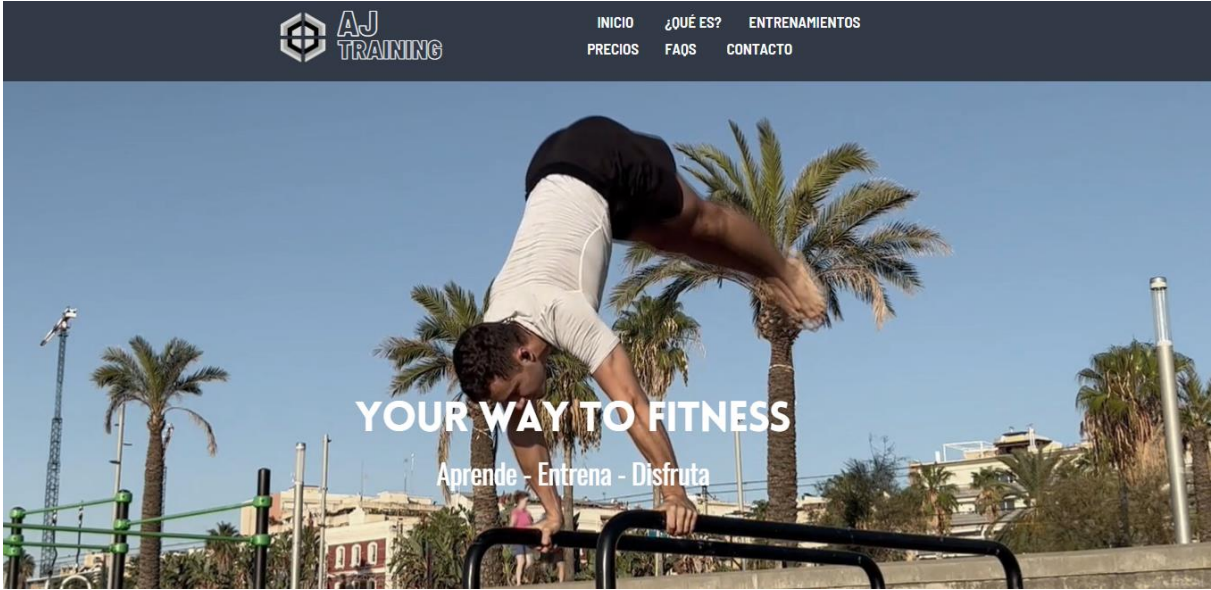 AJ
TRAINING
INICIO ¿QUÉ ES? ENTRENAMIENTOS
PRECIOS FAQS CONTACTO
YOUR WAY TO FITNESS
Aprende - Entrena - Disfruta